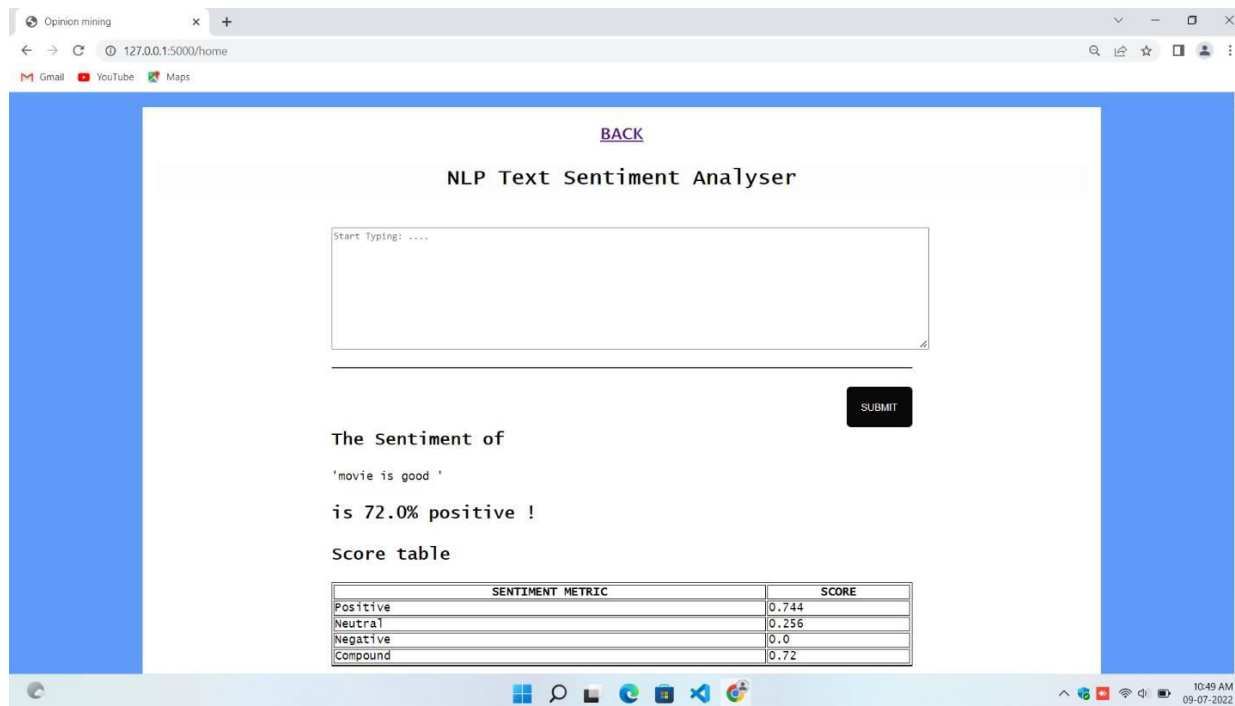 Opinion mining
127.0.0.1:5000/home
Gmail YouTube Maps
BACK
NLP Text Sentiment Analyser
Start Typing: ....
SUBMIT
The Sentiment of
'movie is good '
is 72.0% positive !
Score table
SENTIMENT METRIC SCORE
Positive 0.744
Neutral 0.256
Negative 0.0
Compound 0.72
10:49 AM
09-07-2022